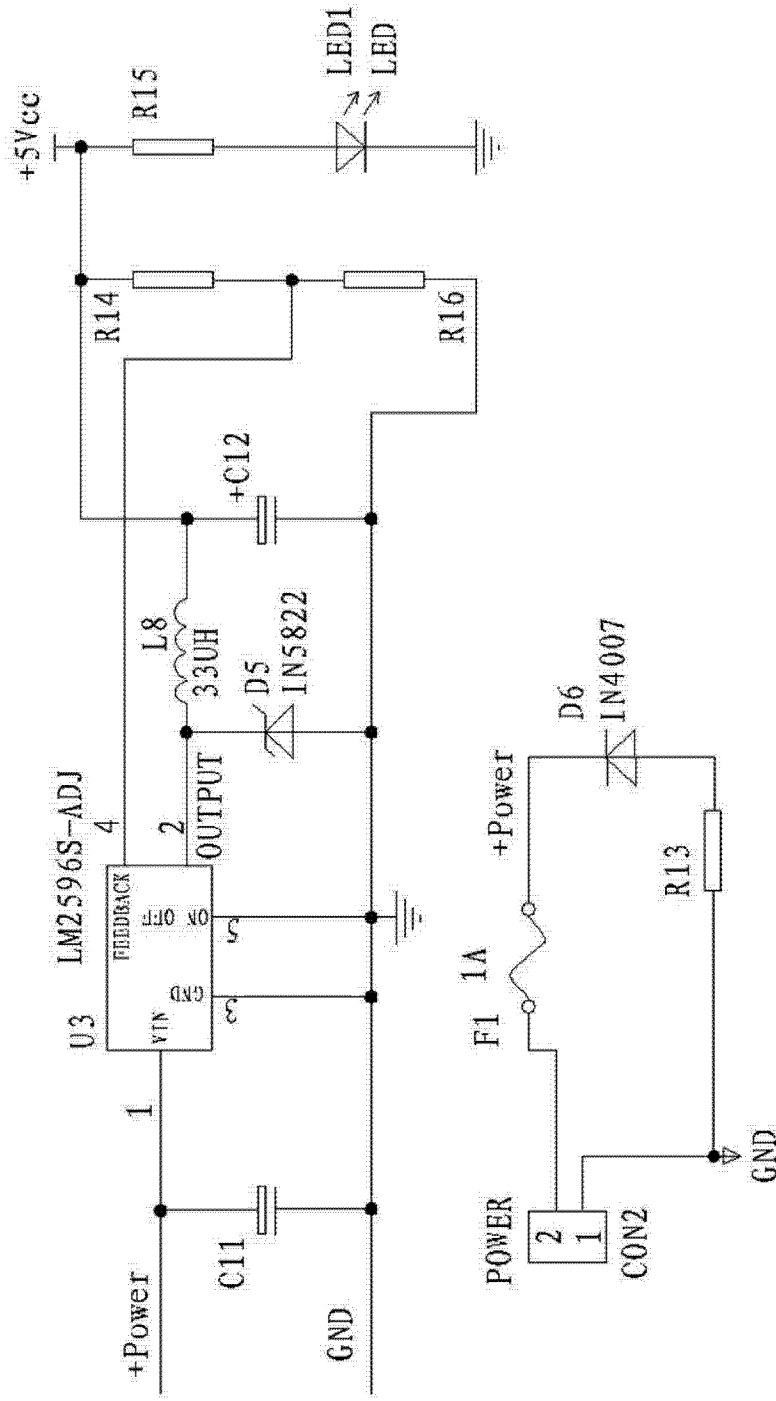 U3
LM2596S-ADJ
+Power
1
VIN
FEEDBACK
4
GND
ON OFF
3
5
2
OUTPUT
C11
GND
L8
33UH
D5
1N5822
+C12
R14
R16
+5Vcc
R15
LED1
LED
POWER
2
1
CON2
F1
1A
+Power
D6
1N4007
R13
GND